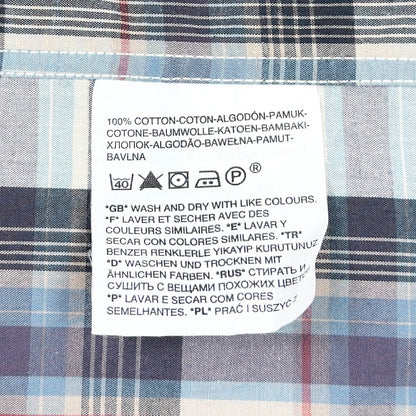 100% COTTON-COTON-ALGODÓN-PAMUK-
COTONE-BAUMWOLLE-KATOEN-BAMBAKI-
ХЛОПОК-ALGODÃO-BAWEŁNA-PAMUT-
BAVLNA
40 P ®
*GB* WASH AND DRY WITH LIKE COLOURS.
*F* LAVER ET SECHER AVEC DES
COULEURS SIMILAIRES. *E* LAVAR Y
SECAR CON COLORES SIMILARES. *TR*
BENZER RENKLERLE YIKAYIP KURUTUNUZ
*D* WASCHEN UND TROCKNEN MIT
ÄHNLICHEN FARBEN. *RUS* СТИРАТЬ И
СУШИТЬ С ВЕЩАМИ ПОХОЖИХ ЦВЕТОВ.
*P* LAVAR E SECAR COM CORES
SEMELHANTES. *PL* PRAĆ I SUSZYĆ Z